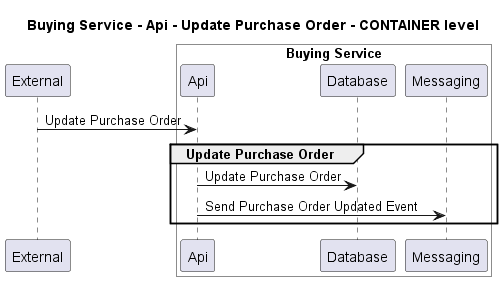 Buying Service - Api - Update Purchase Order - CONTAINER level
Buying Service
External Api Database Messaging
Update Purchase Order
Update Purchase Order
Update Purchase Order
Send Purchase Order Updated Event
External Api Database Messaging